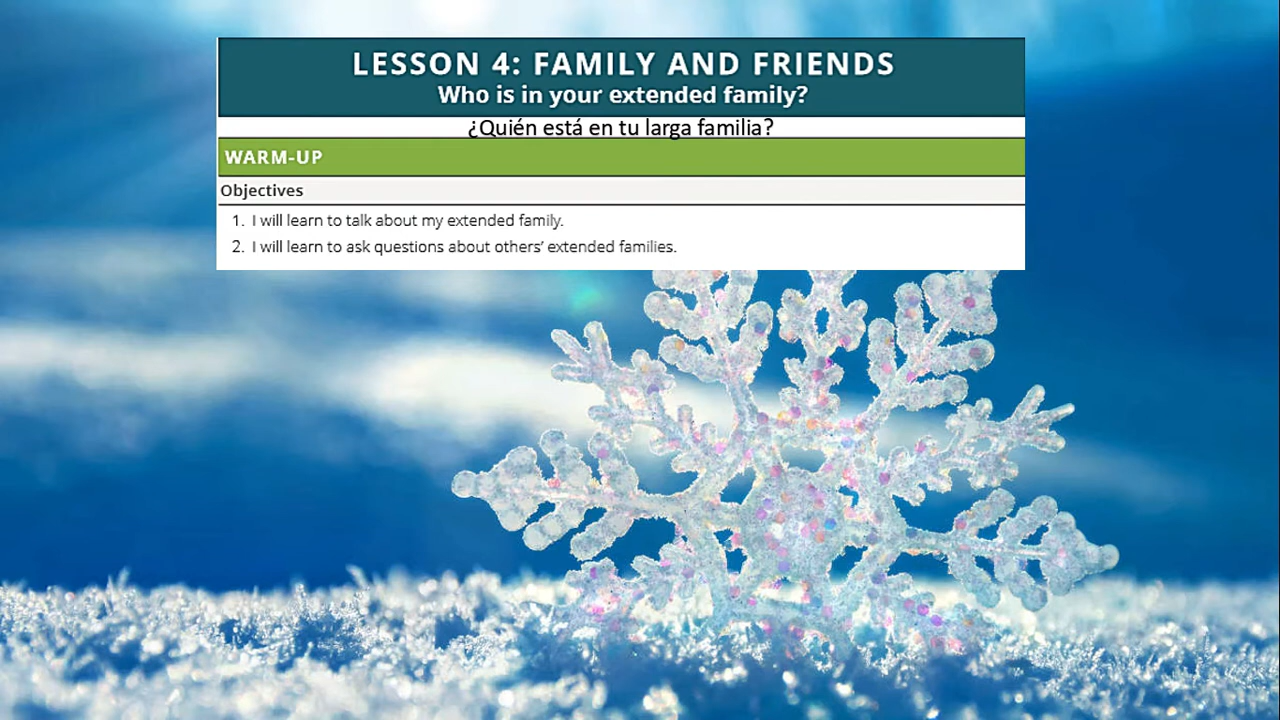 LESSON 4: FAMILY AND FRIENDS
Who is in your extended family?
¿Quién está en tu larga familia?
WARM-UP
Objectives
1. I will learn to talk about my extended family.
2. I will learn to ask questions about others’ extended families.